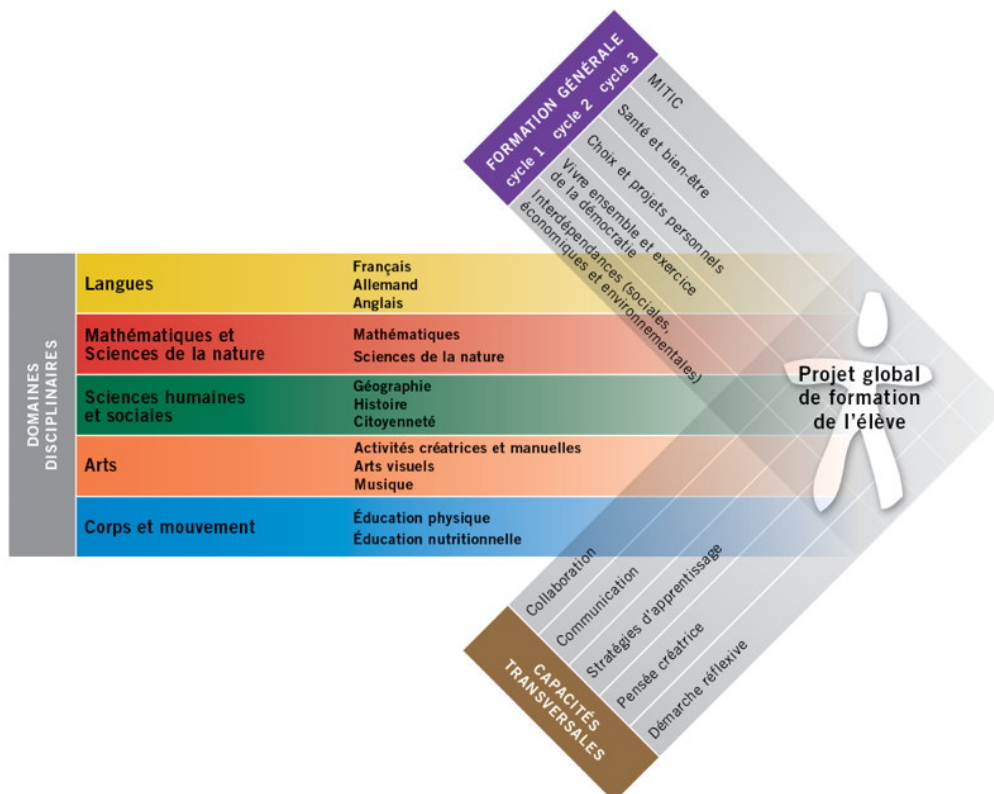 FORMATION GÉNÉRALE
cycle 1 cycle 2 cycle 3
MITIC
Santé et bien-être
Choix et projets personnels
Vivre ensemble et exercice
de la démocratie
Interdépendances (sociales,
économiques et environnementales)
DOMAINES
DISCIPLINAIRES
Langues
Français
Allemand
Anglais
Mathématiques et
Sciences de la nature
Mathématiques
Sciences de la nature
Sciences humaines
et sociales
Géographie
Histoire
Citoyenneté
Arts
Activités créatrices et manuelles
Arts visuels
Musique
Corps et mouvement
Éducation physique
Éducation nutritionnelle
Projet global
de formation
de l'élève
Collaboration
Communication
Stratégies d'apprentissage
Pensée créatrice
Démarche réflexive
CAPACITÉS
TRANSVERSALES